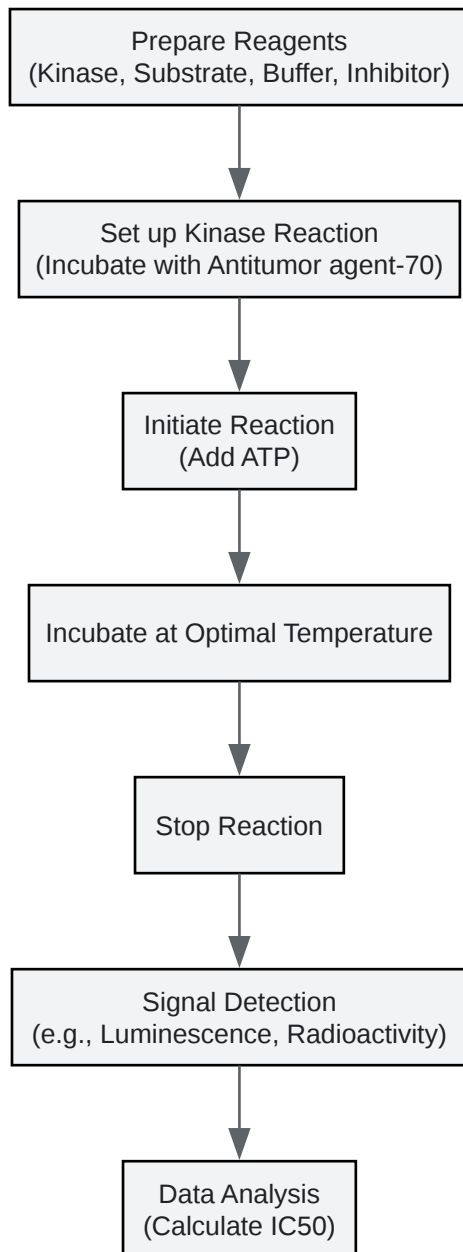 Prepare Reagents
(Kinase, Substrate, Buffer, Inhibitor)
Set up Kinase Reaction
(Incubate with Antitumor agent-70)
Initiate Reaction
(Add ATP)
Incubate at Optimal Temperature
Stop Reaction
Signal Detection
(e.g., Luminescence, Radioactivity)
Data Analysis
(Calculate IC50)